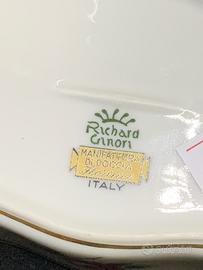 Richard
Ginori
MANIFATTURA
DI DOCCIA
ITALY